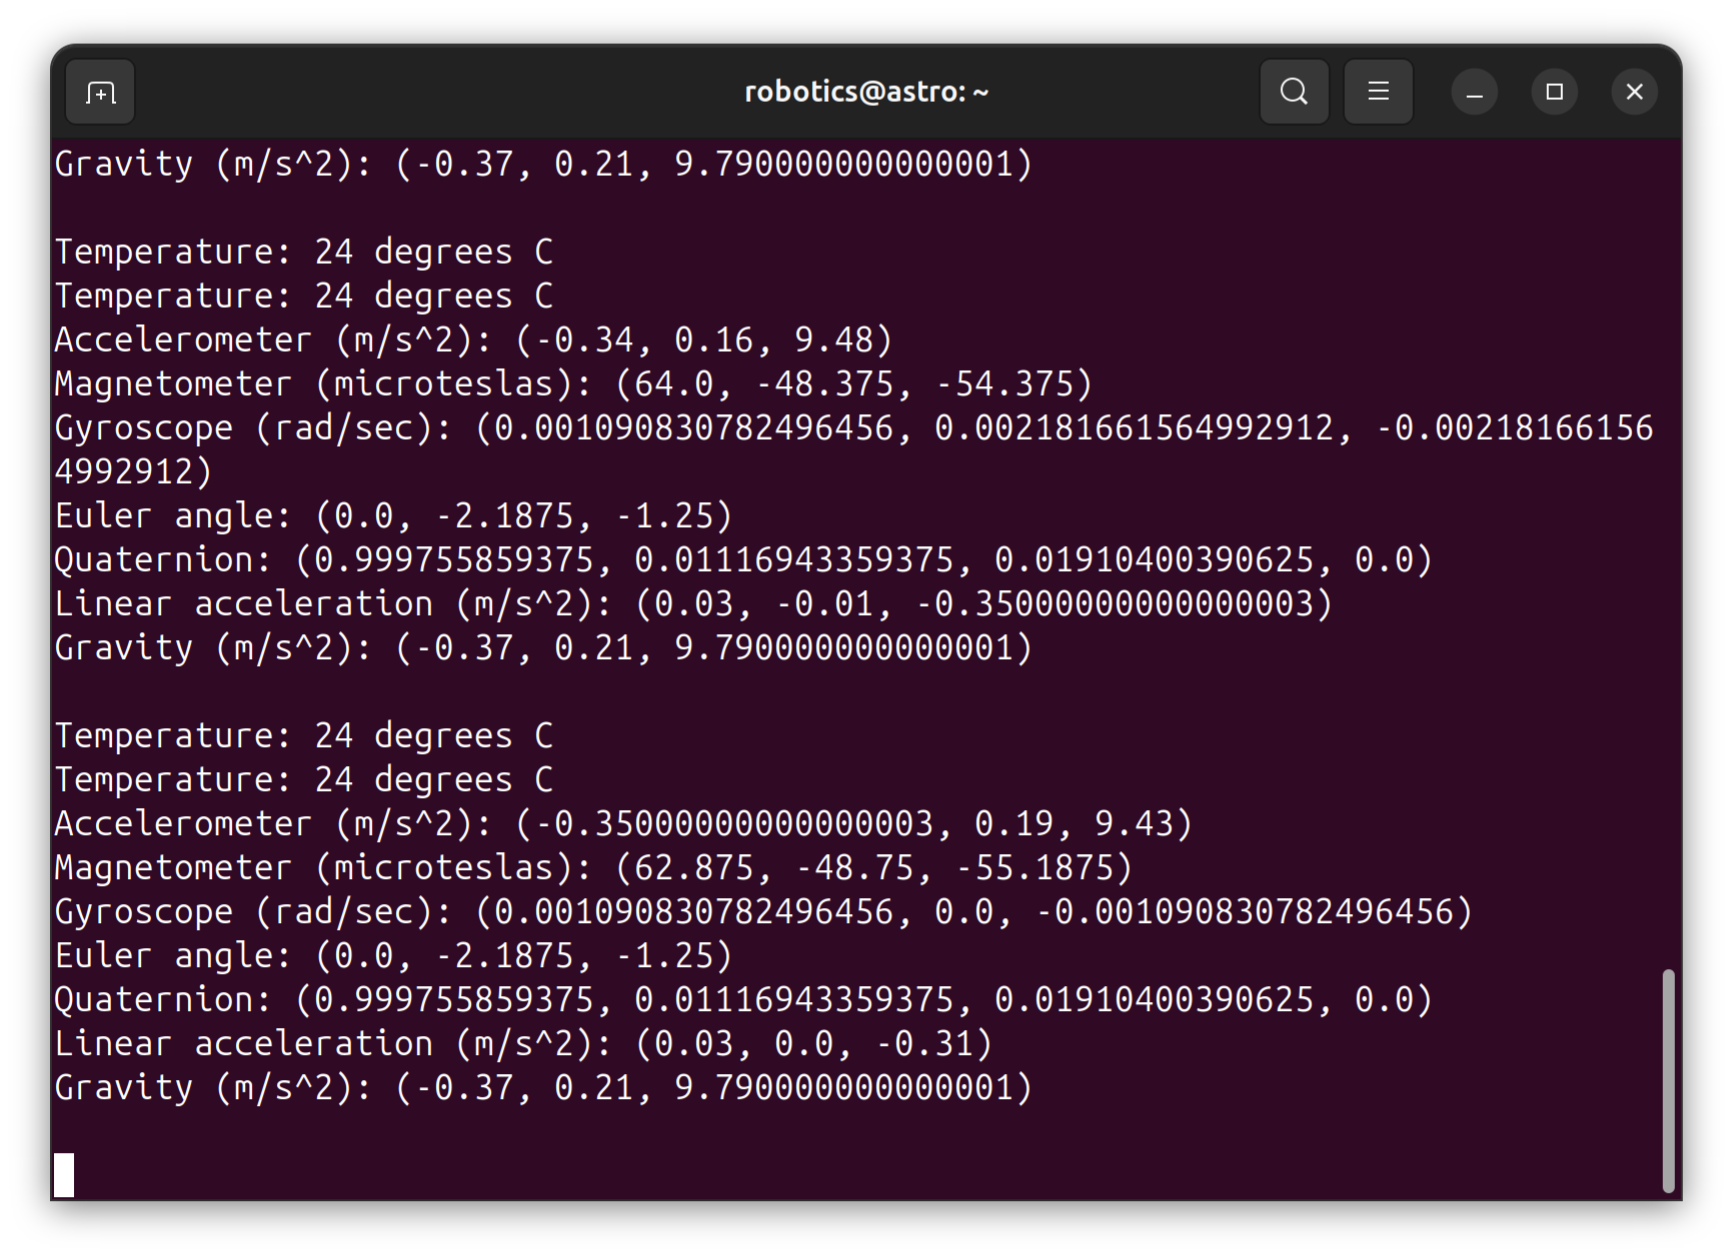 robotics@astro: ~
Gravity (m/s^2): (-0.37, 0.21, 9.790000000000001)
Temperature: 24 degrees C
Temperature: 24 degrees C
Accelerometer (m/s^2): (-0.34, 0.16, 9.48)
Magnetometer (microteslas): (64.0, -48.375, -54.375)
Gyroscope (rad/sec): (0.001090830782496456, 0.002181661564992912, -0.00218166156
4992912)
Euler angle: (0.0, -2.1875, -1.25)
Quaternion: (0.999755859375, 0.01116943359375, 0.01910400390625, 0.0)
Linear acceleration (m/s^2): (0.03, -0.01, -0.35000000000000003)
Gravity (m/s^2): (-0.37, 0.21, 9.790000000000001)
Temperature: 24 degrees C
Temperature: 24 degrees C
Accelerometer (m/s^2): (-0.35000000000000003, 0.19, 9.43)
Magnetometer (microteslas): (62.875, -48.75, -55.1875)
Gyroscope (rad/sec): (0.001090830782496456, 0.0, -0.001090830782496456)
Euler angle: (0.0, -2.1875, -1.25)
Quaternion: (0.999755859375, 0.01116943359375, 0.01910400390625, 0.0)
Linear acceleration (m/s^2): (0.03, 0.0, -0.31)
Gravity (m/s^2): (-0.37, 0.21, 9.790000000000001)